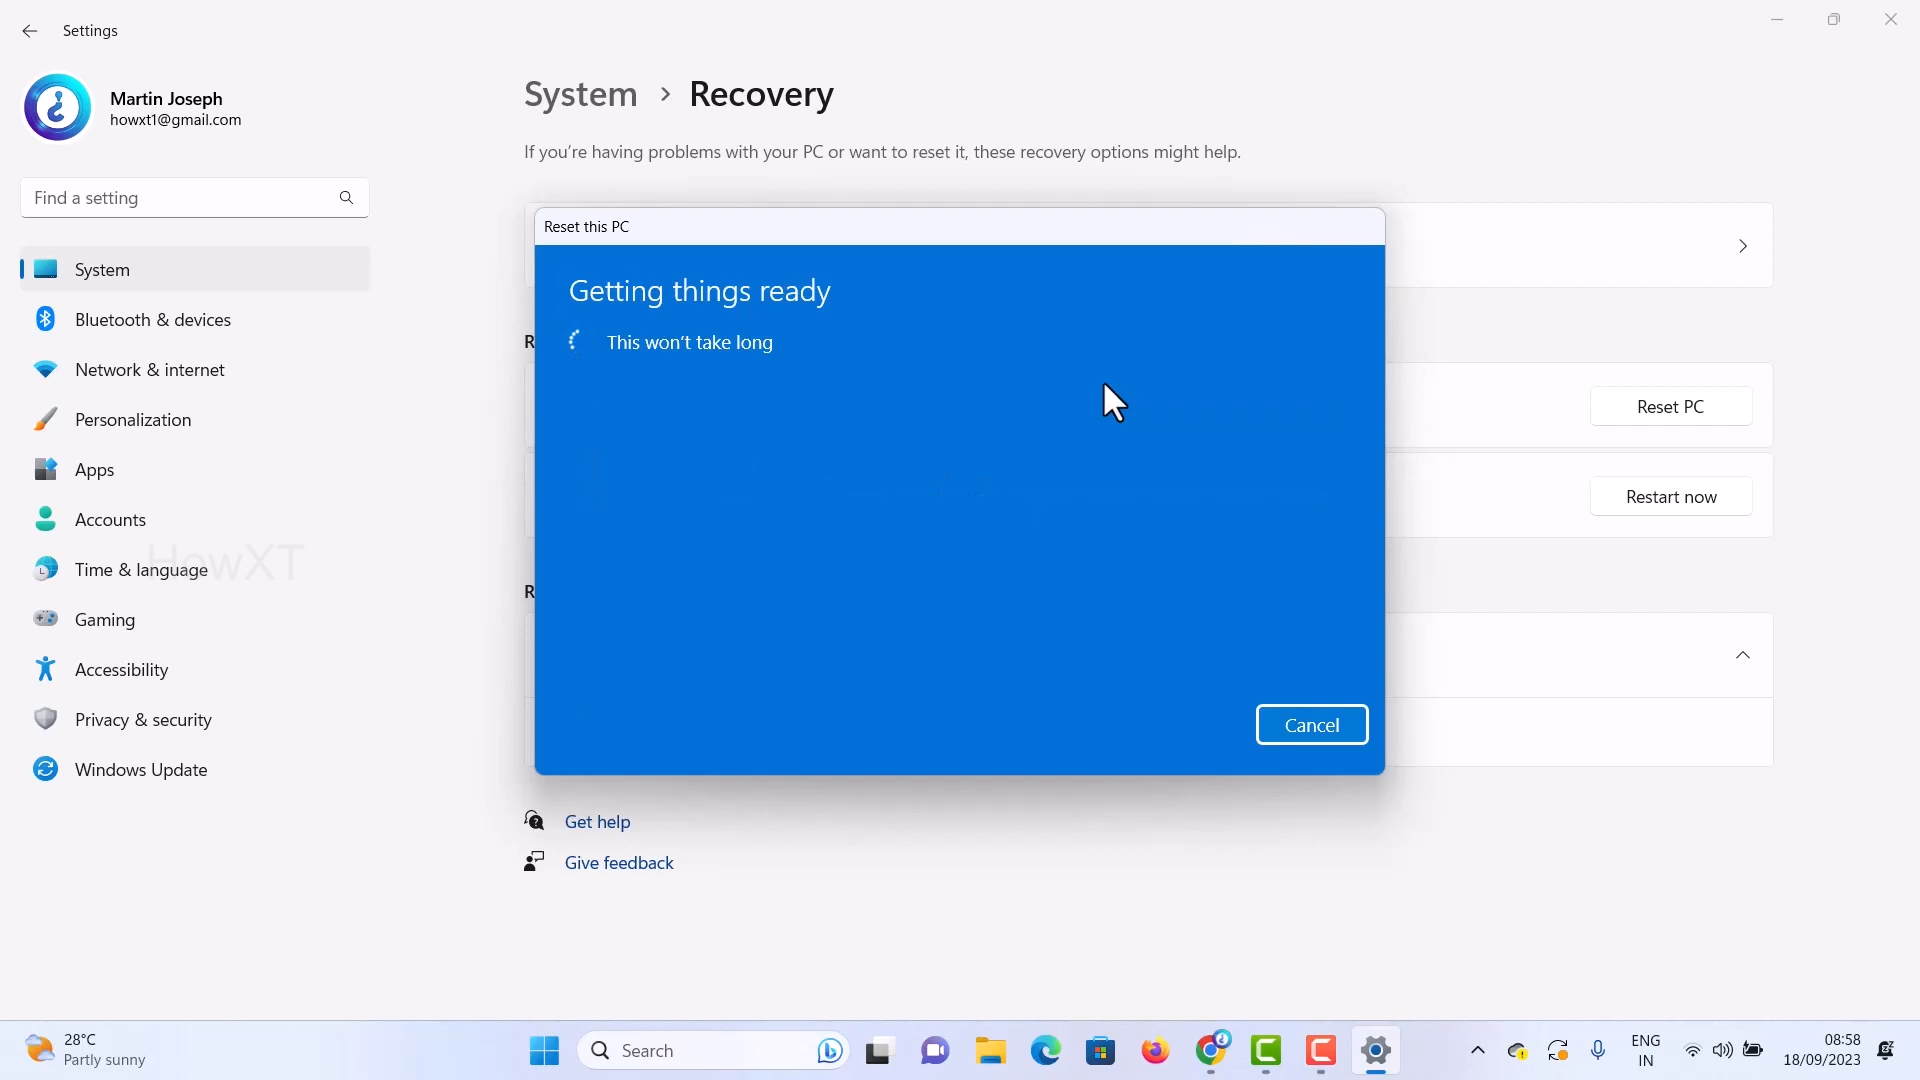 Settings
Martin Joseph
howxt1@gmail.com
Find a setting
System
Bluetooth & devices
Network & internet
Personalization
Apps
Accounts
Time & language
HowXT
Gaming
Accessibility
Privacy & security
Windows Update
System > Recovery
If you're having problems with your PC or want to reset it, these recovery options might help.
Reset this PC
Getting things ready
This won't take long
Cancel
R
Reset PC
Restart now
R
Get help
Give feedback
28°C
Partly sunny
Search
ENG
IN
08:58
18/09/2023